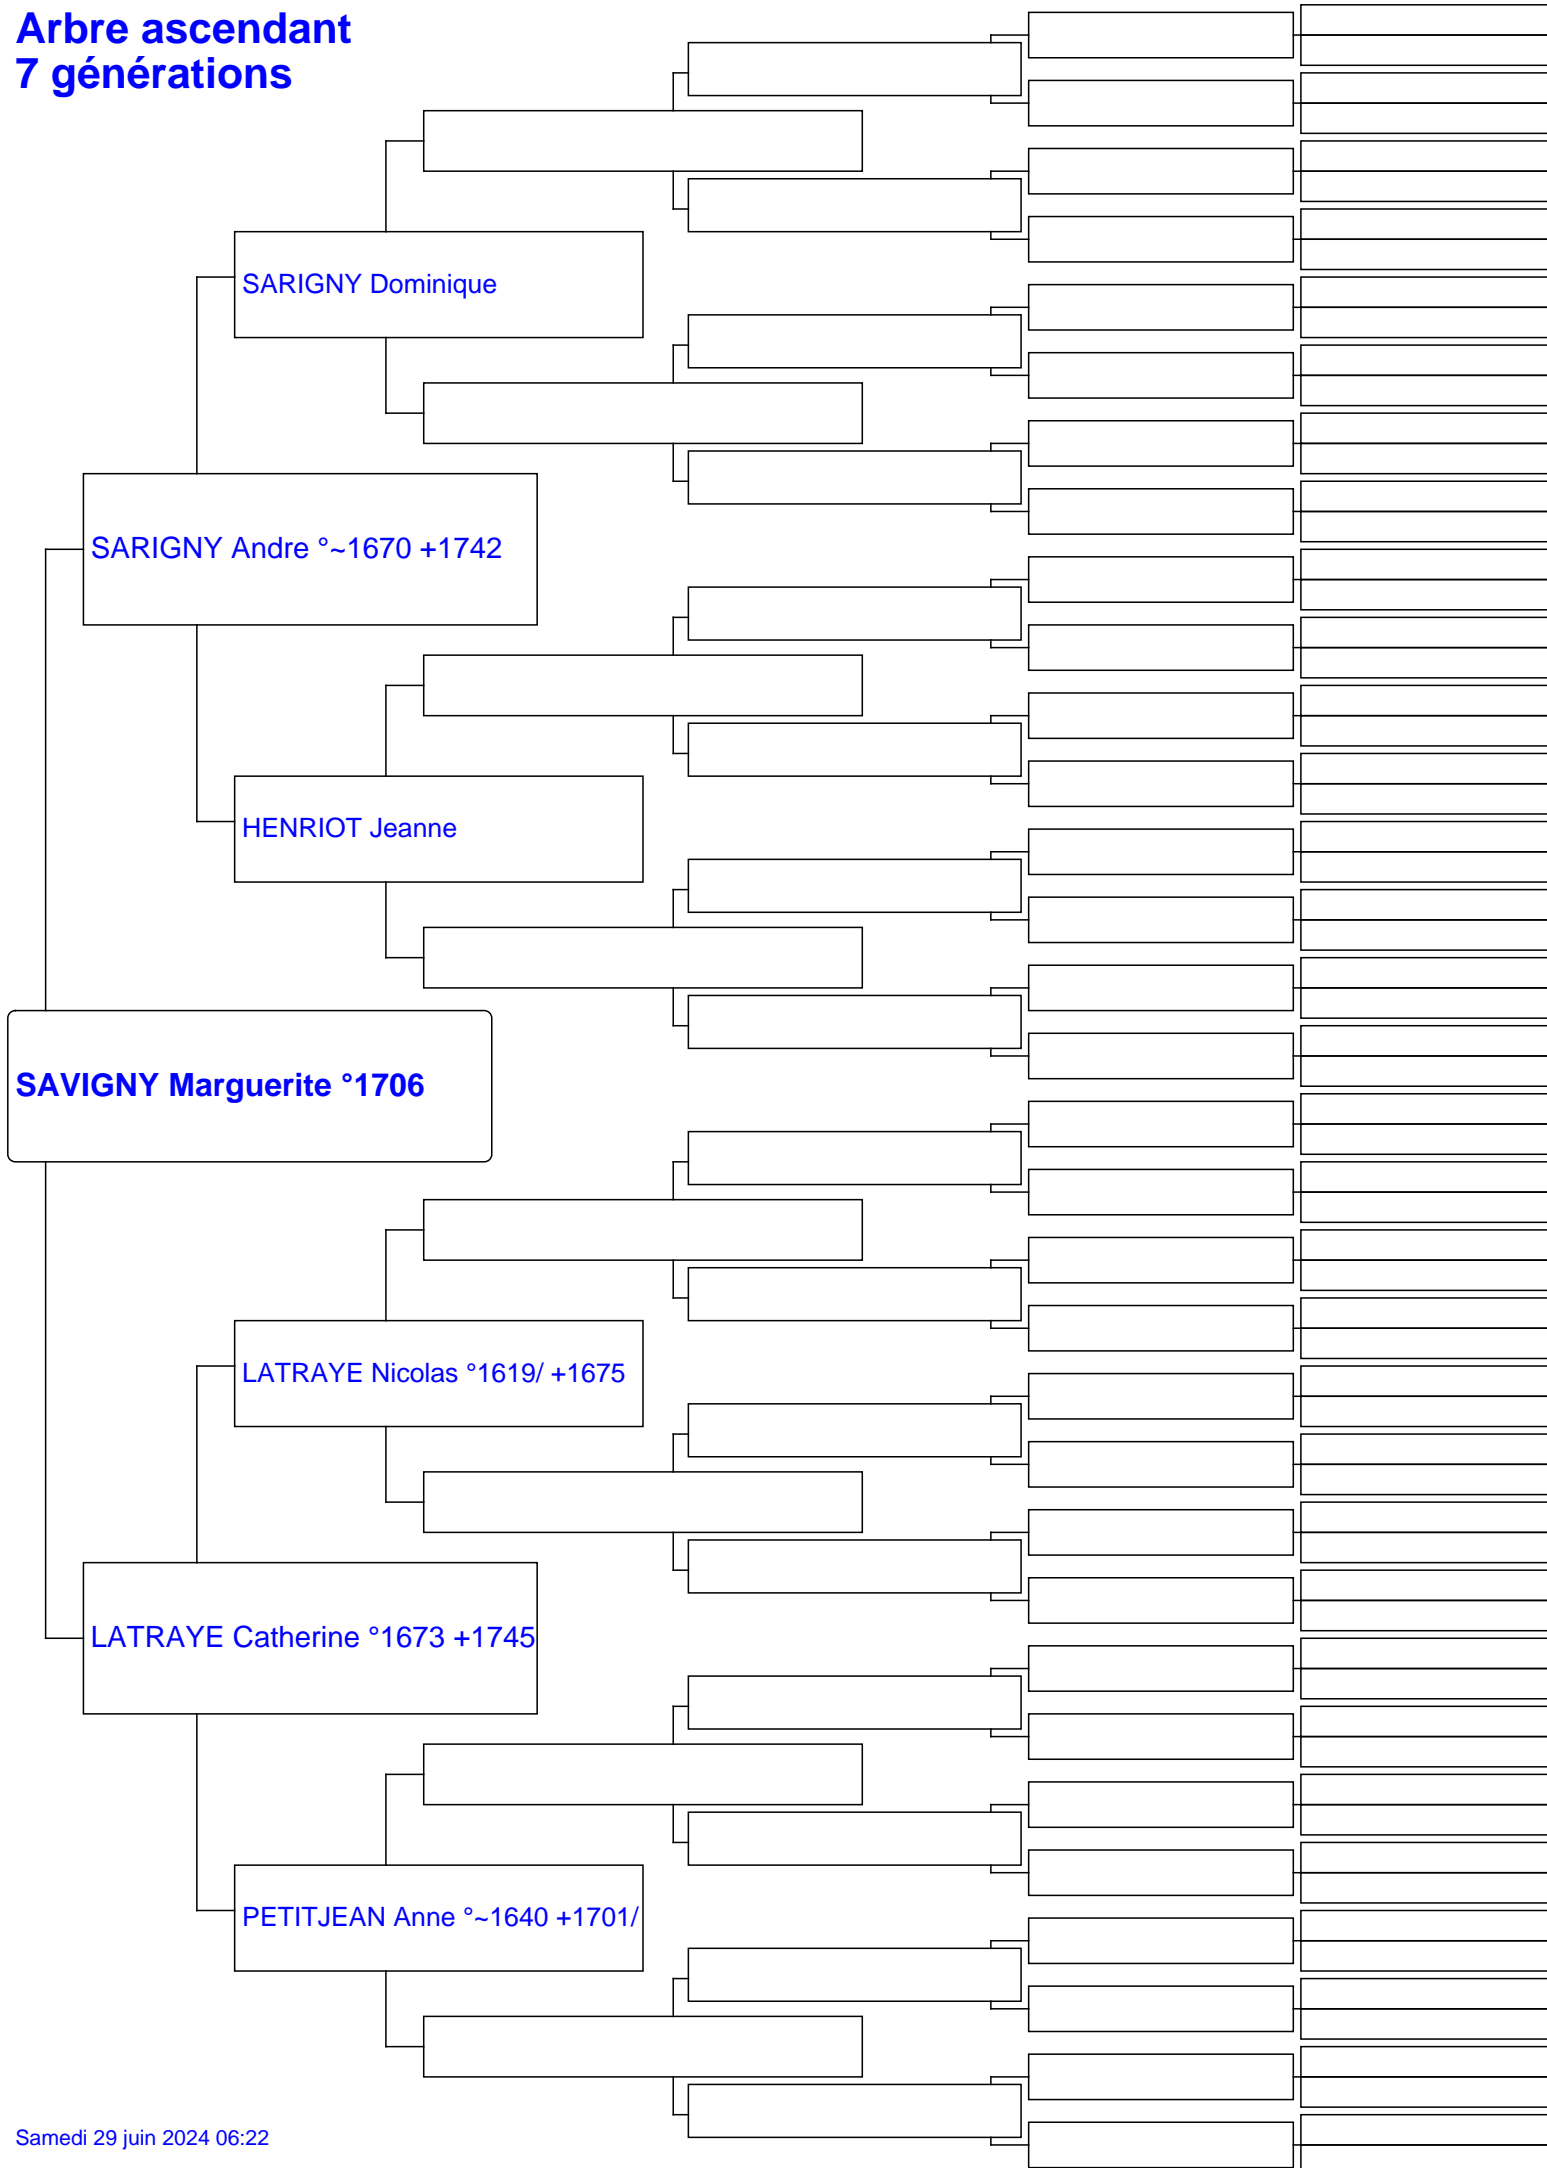 Arbre ascendant
7 générations
SARIGNY Dominique
SARIGNY Andre °~1670 +1742
HENRIOT Jeanne
SAVIGNY Marguerite °1706
LATRAYE Nicolas °1619/ +1675
LATRAYE Catherine °1673 +1745
PETITJEAN Anne °~1640 +1701/
Samedi 29 juin 2024 06:22